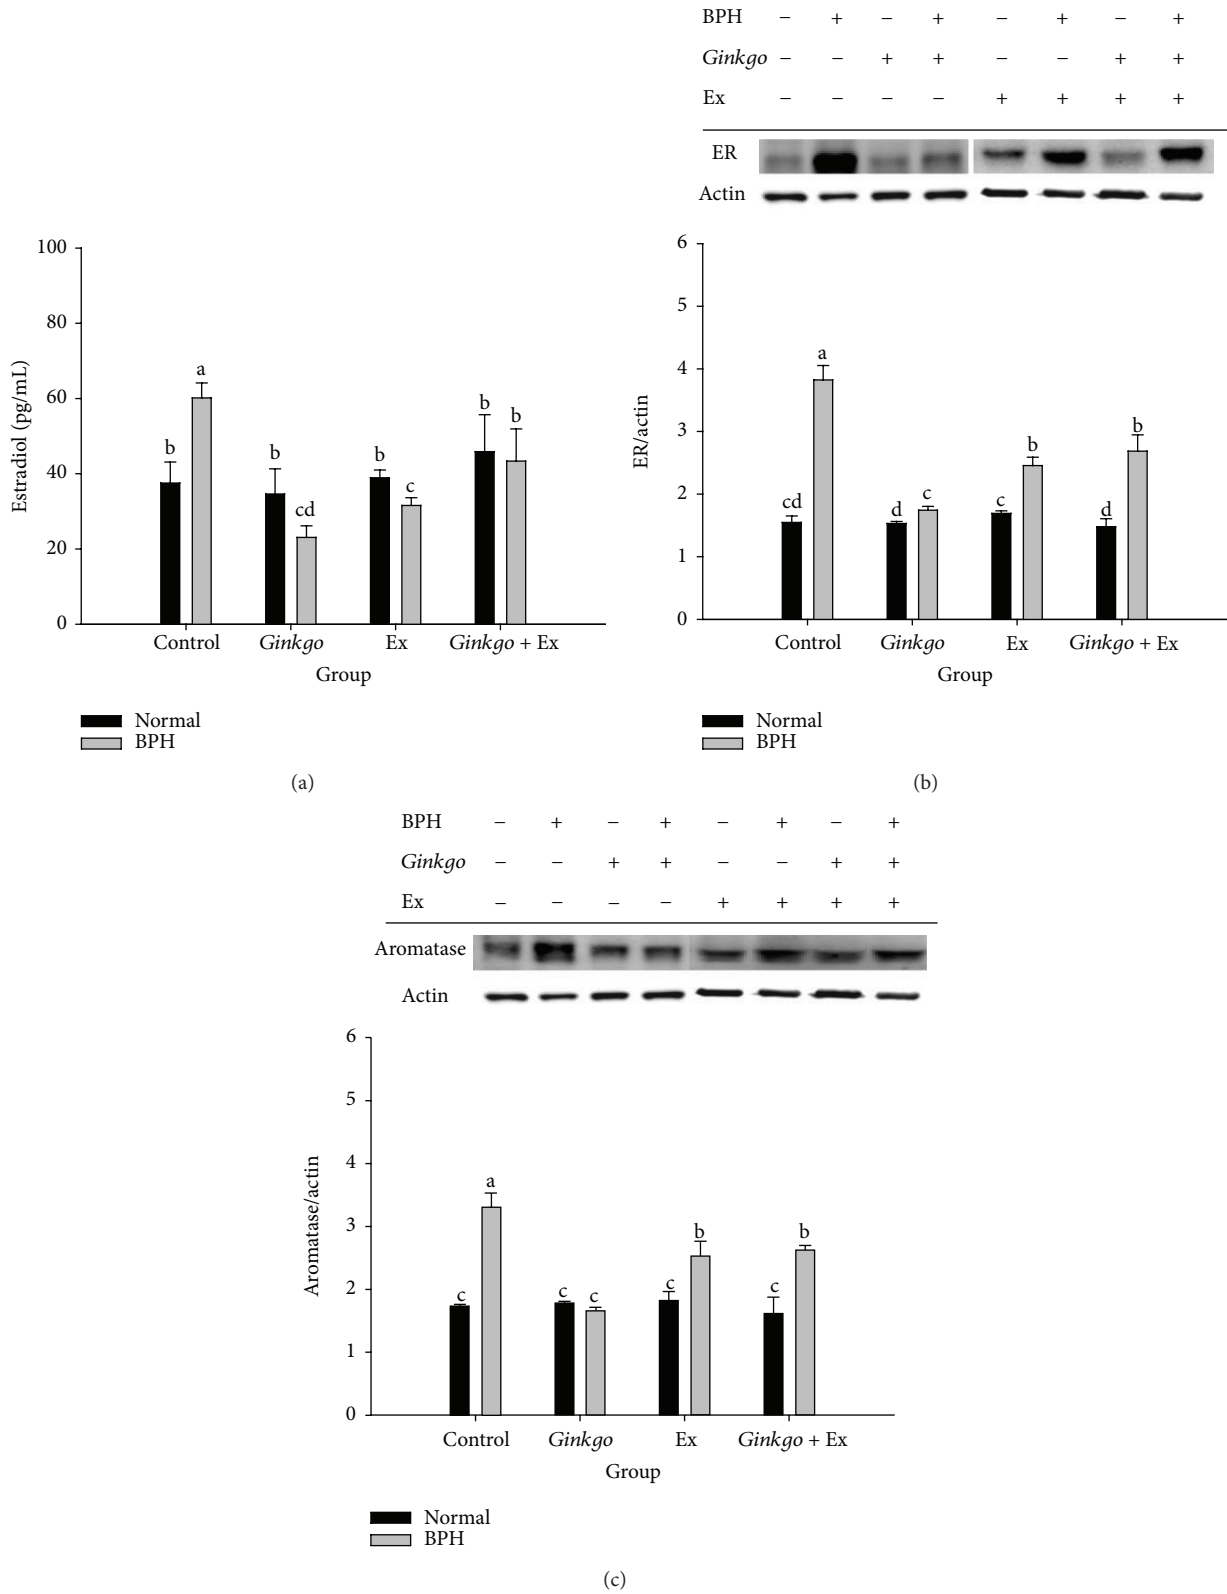 100
80
60
40
20
0
Estradiol (pg/mL)
b
a
b
cd
b
c
b
b
Control
Ginkgo
Ex
Ginkgo + Ex
Group
Normal
BPH
(a)
BPH − + − + − + − +
Ginkgo − − + + − − + +
Ex − − − − + + + +
ER
Actin
6
5
4
3
2
1
0
ER/actin
cd
a
d
c
c
b
d
b
Control
Ginkgo
Ex
Ginkgo + Ex
Group
Normal
BPH
(b)
BPH − + − + − + − +
Ginkgo − − + + − − + +
Ex − − − − + + + +
Aromatase
Actin
6
5
4
3
2
1
0
Aromatase/actin
c
a
c
c
c
b
c
b
Control
Ginkgo
Ex
Ginkgo + Ex
Group
Normal
BPH
(c)